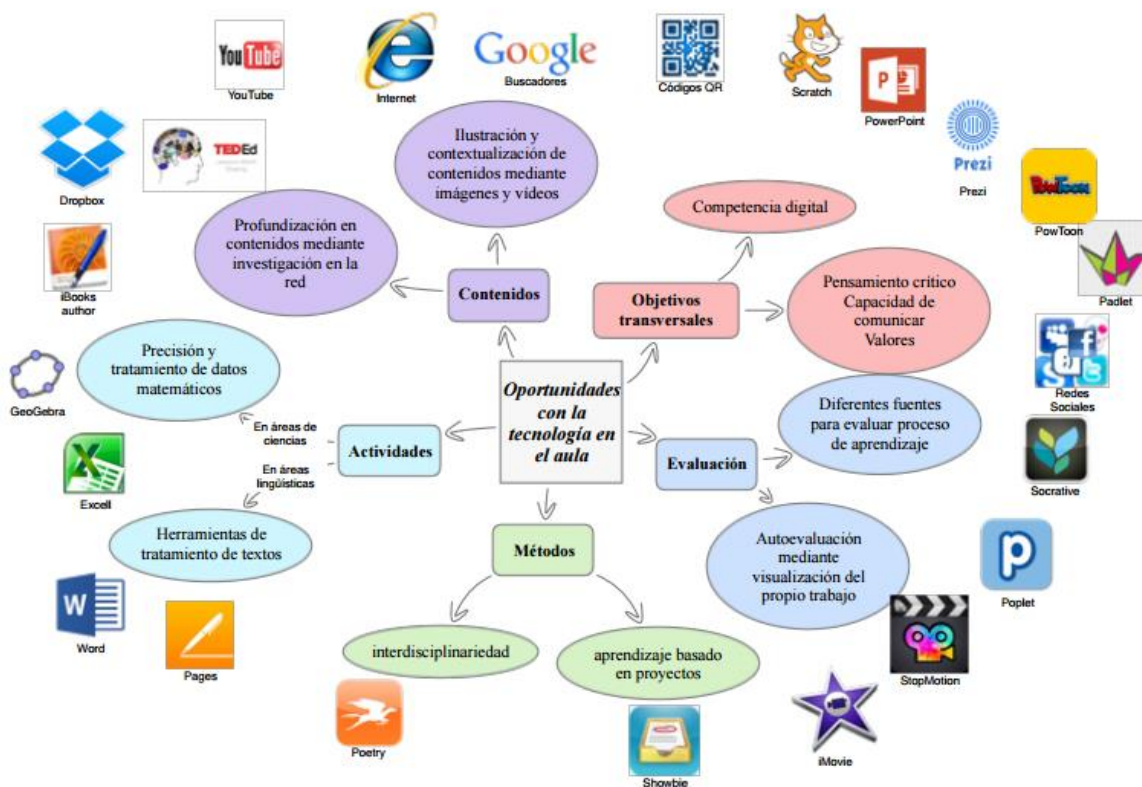 You Tube
YouTube
Internet
Google
Buscadores
Códigos QR
Scratch
P
PowerPoint
Prezi
Prezi
PowToon
PowToon
Padlet
Dropbox
TEDEd
iBooks
author
Ilustración y
contextualización de
contenidos mediante
imágenes y vídeos
Profundización en
contenidos mediante
investigación en la
red
Contenidos
Competencia digital
Objetivos
transversales
Pensamiento crítico
Capacidad de
comunicar
Valores
Redes
Sociales
GeoGebra
Precisión y
tratamiento de datos
matemáticos
En áreas de
ciencias
En áreas
lingüísticas
Actividades
Oportunidades
con la
tecnología en
el aula
Evaluación
Diferentes fuentes
para evaluar proceso
de aprendizaje
Socrative
X
Excell
Herramientas de
tratamiento de textos
W
Word
Pages
Métodos
Autoevaluación
mediante
visualización del
propio trabajo
p
Poplet
StopMotion
interdisciplinariedad
aprendizaje basado
en proyectos
Poetry
Showbie
iMovie